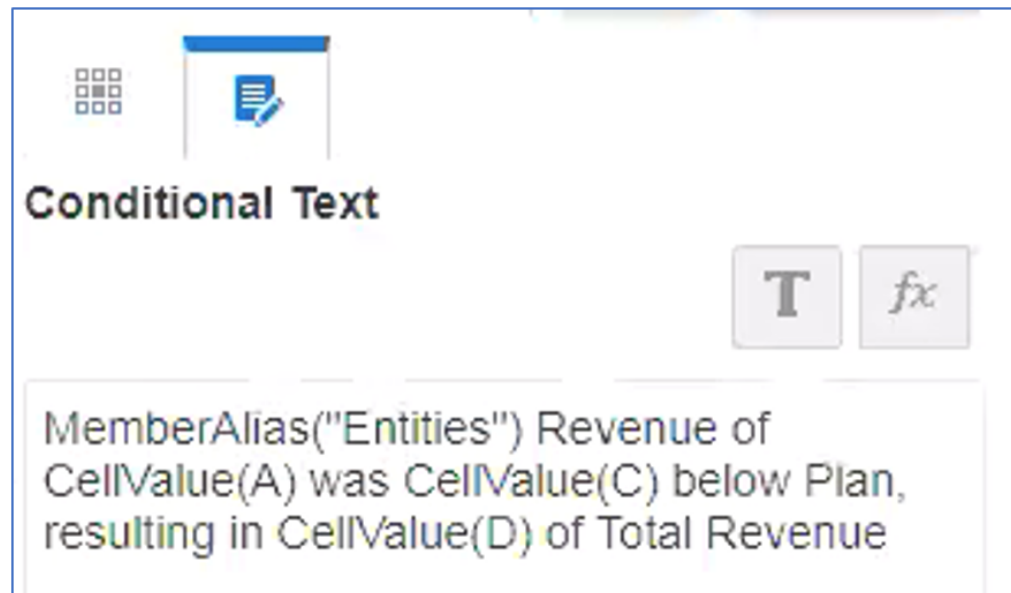 Conditional Text
T fx
MemberAlias("Entities") Revenue of
CellValue(A) was CellValue(C) below Plan,
resulting in CellValue(D) of Total Revenue